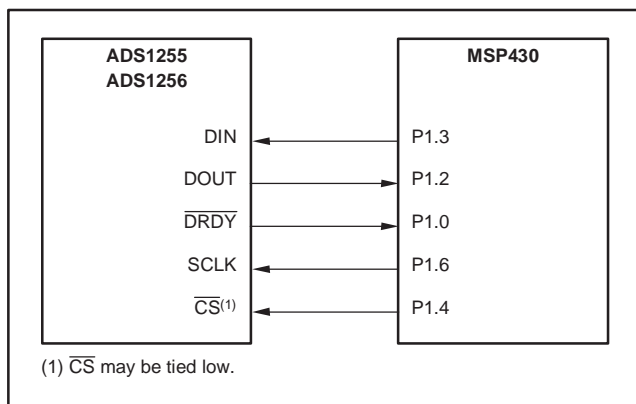 ADS1255 MSP430
ADS1256
DIN P1.3
DOUT P1.2
DRDY P1.0
SCLK P1.6
CS(1) P1.4
(1) CS may be tied low.